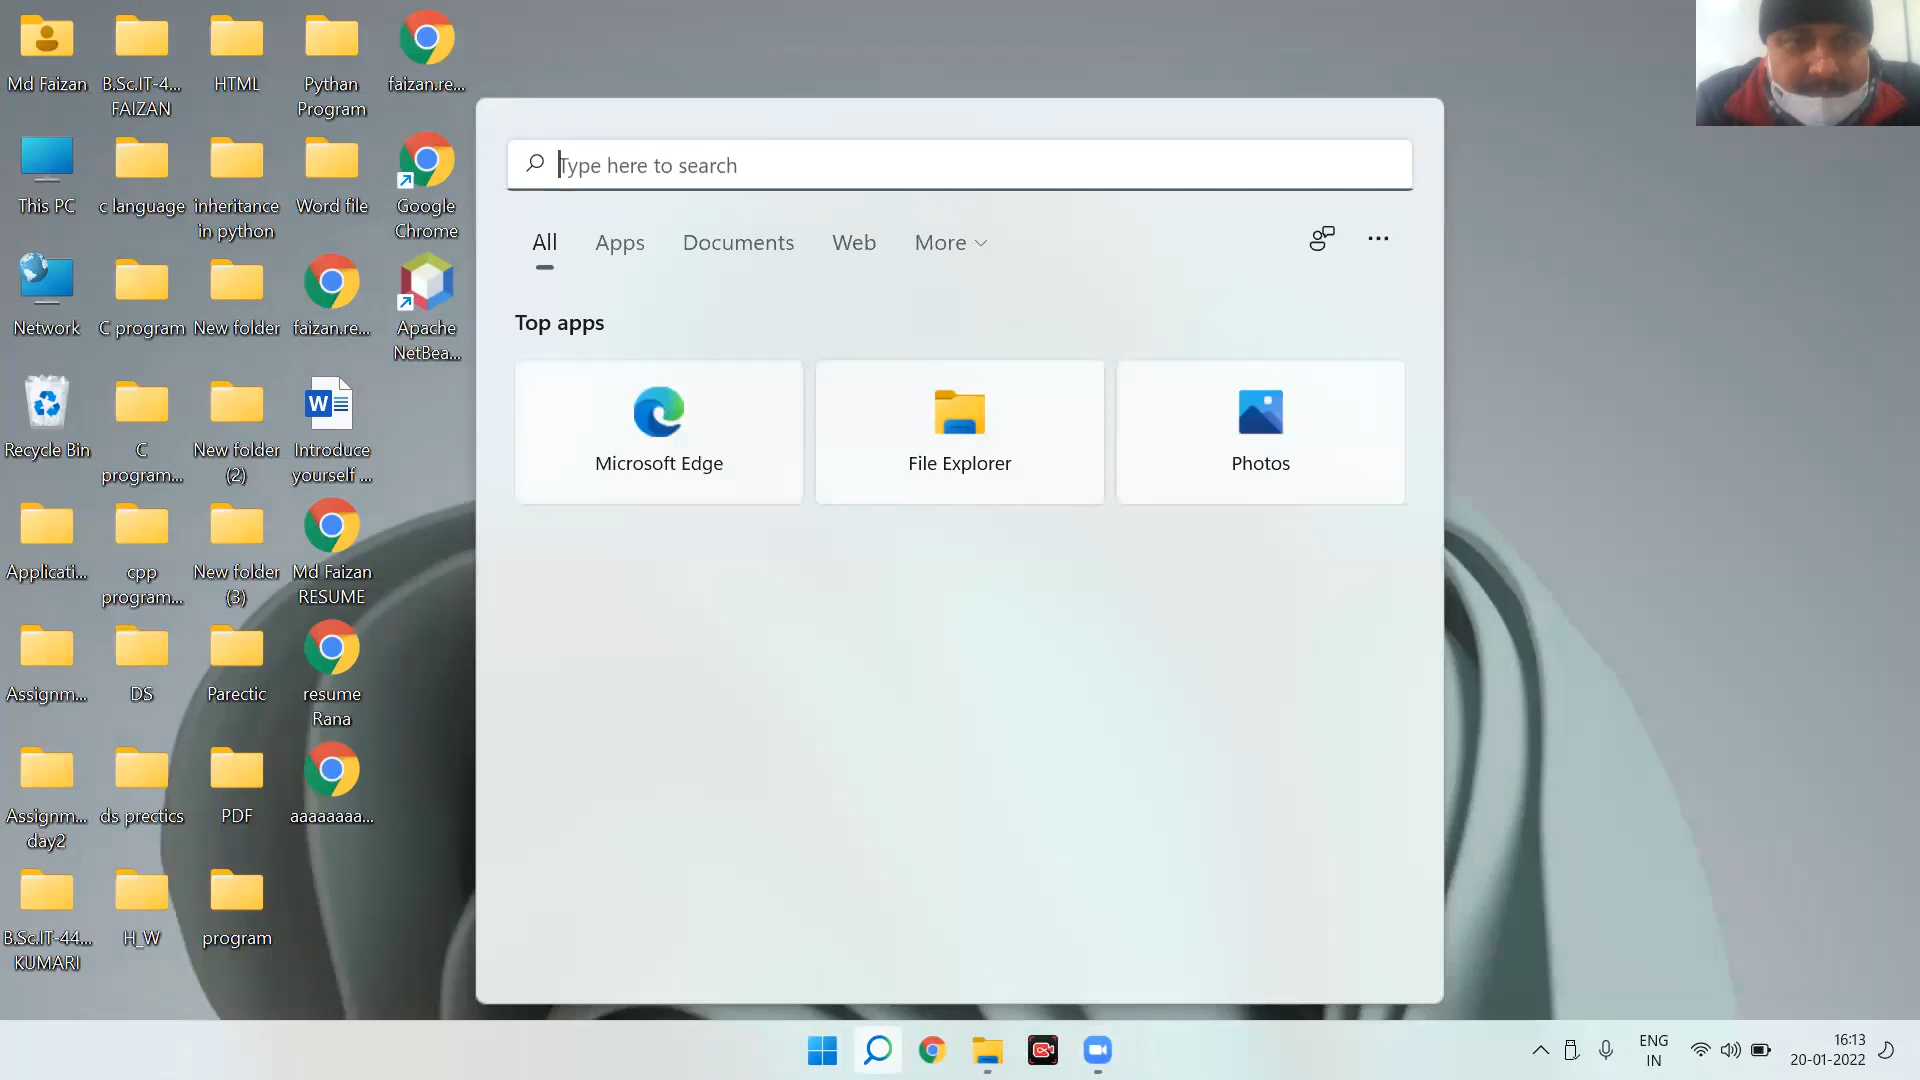 Md Faizan
B.Sc.IT-4...
FAIZAN
HTML
Pythan
Program
faizan.re...
This PC
c language
inheritance
in python
Word file
Google
Chrome
Network
C program
New folder
faizan.re...
Apache
NetBea...
Recycle Bin
C
program...
New folder
(2)
Introduce
yourself ...
Applicati...
cpp
program...
New folder
(3)
Md Faizan
RESUME
Assignm...
DS
Parectic
resume
Rana
Assignm...
day2
ds prectics
PDF
aaaaaaaa...
B.Sc.IT-44...
KUMARI
H_W
program
Type here to search
All
Apps
Documents
Web
More
Top apps
Microsoft Edge
File Explorer
Photos
ENG
IN
16:13
20-01-2022